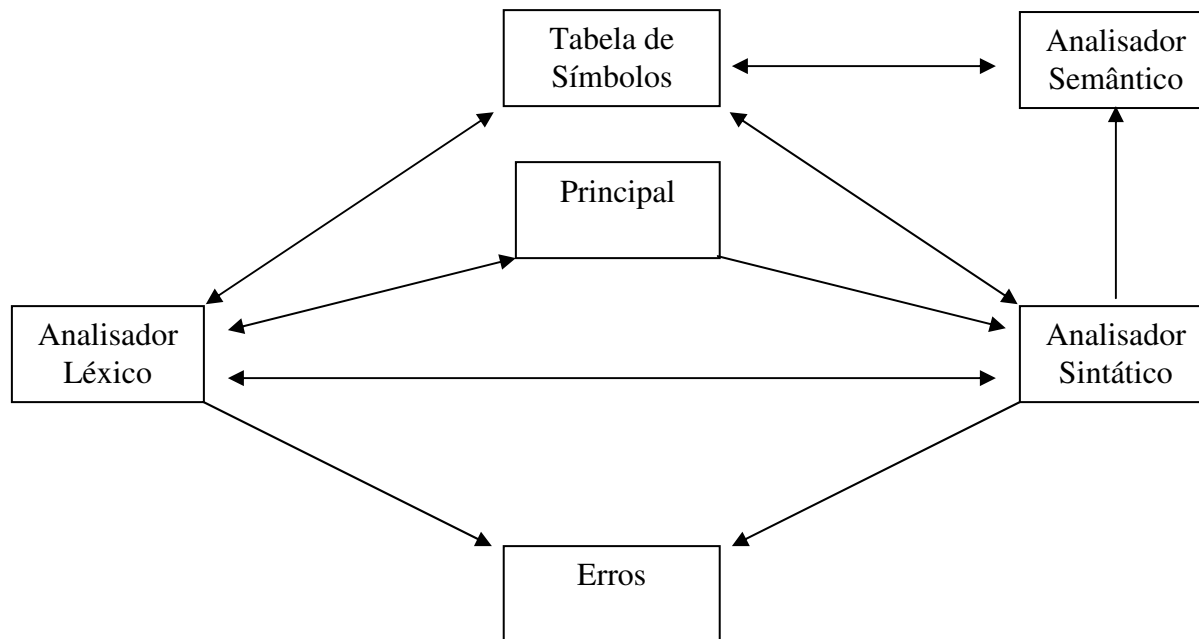 Tabela de
Símbolos
Analisador
Semântico
Principal
Analisador
Léxico
Analisador
Sintático
Erros